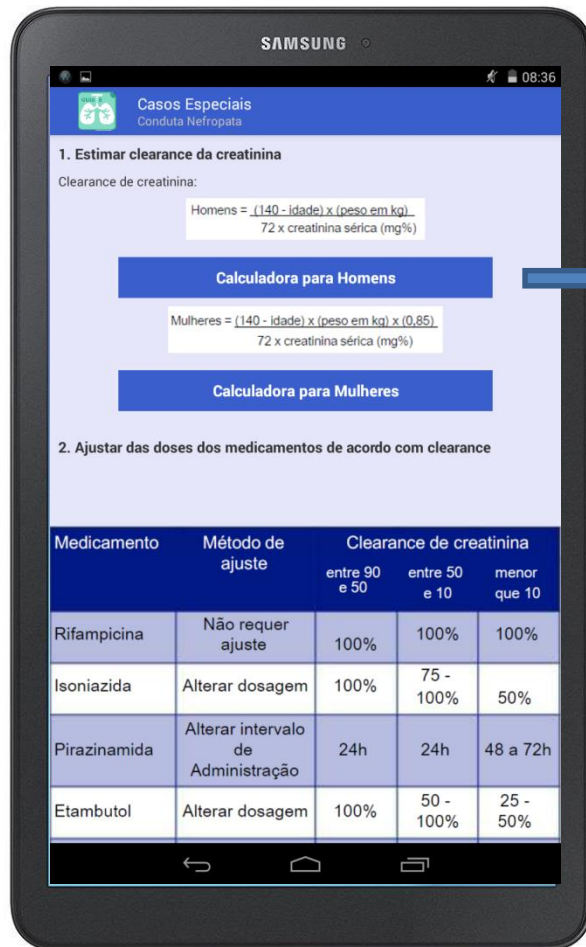 SAMSUNG
08:36
Casos Especiais
Conduta Nefropata
1. Estimar clearance da creatinina
Clearance de creatinina:
Homens = (140 - idade) x (peso em kg)
72 x creatinina sérica (mg%)
Calculadora para Homens
Mulheres = (140 - idade) x (peso em kg) x (0,85)
72 x creatinina sérica (mg%)
Calculadora para Mulheres
2. Ajustar das doses dos medicamentos de acordo com clearance
Medicamento Método de ajuste Clearance de creatinina
entre 90 e 50 entre 50 e 10 menor que 10
Rifampicina Não requer ajuste 100% 100% 100%
Isoniazida Alterar dosagem 100% 75 - 100% 50%
Pirazinamida Alterar intervalo de Administração 24h 24h 48 a 72h
Etambutol Alterar dosagem 100% 50 - 100% 25 - 50%